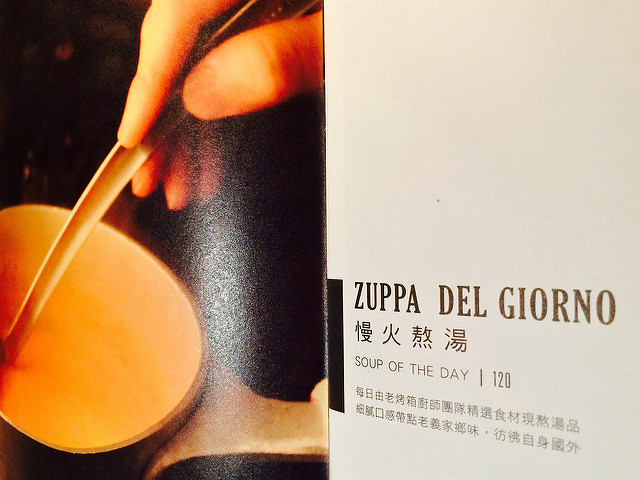 ZUPPA DEL GIORNO
慢火熬湯
SOUP OF THE DAY | 120
每日由老烤箱廚師團隊精選食材現熬湯品
細膩口感帶點老義家鄉味，彷彿自身國外